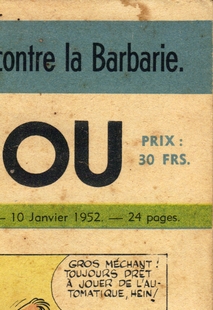 contre la Barbarie.
OU
PRIX :
30 FRS.
— 10 Janvier 1952. — 24 pages.
GROS MÉCHANT !
TOUJOURS PRÊT
À JOUER DE L'AU-
TOMATIQUE, HEIN!